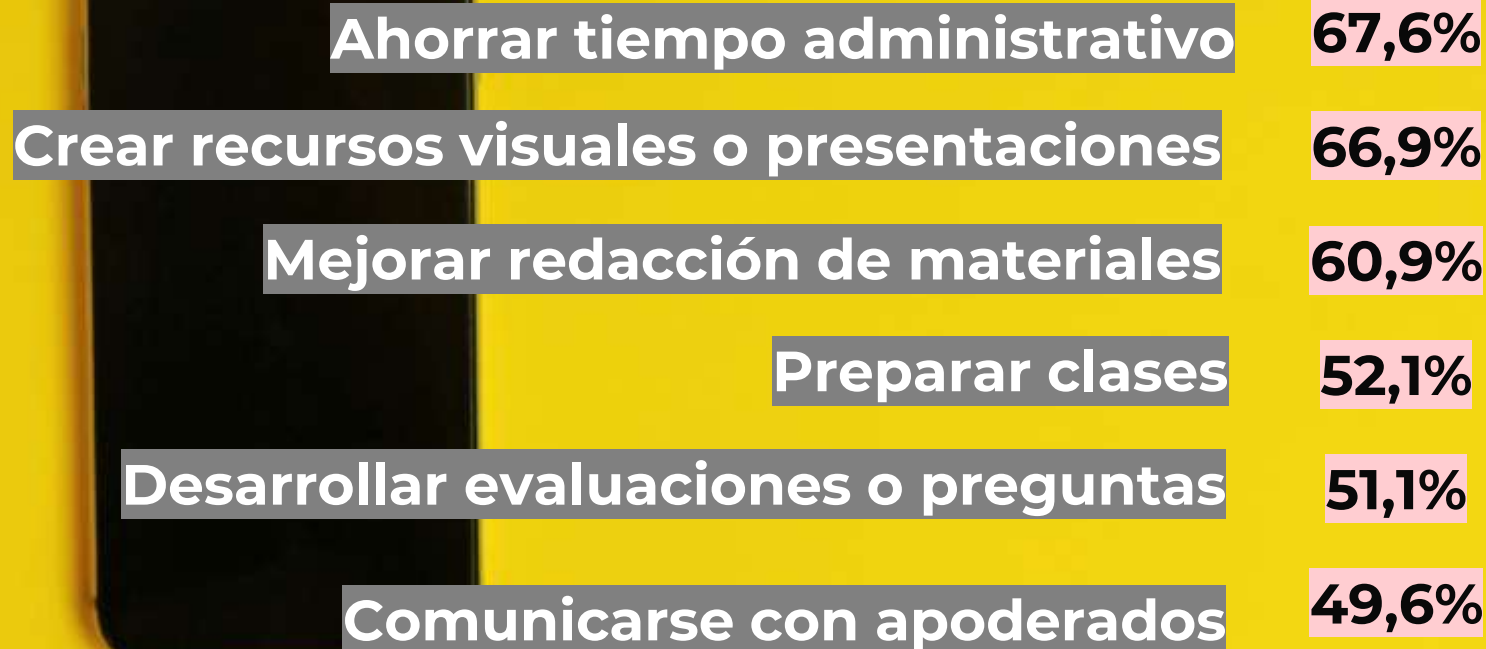 Ahorrar tiempo administrativo 67,6%
Crear recursos visuales o presentaciones 66,9%
Mejorar redacción de materiales 60,9%
Preparar clases 52,1%
Desarrollar evaluaciones o preguntas 51,1%
Comunicarse con apoderados 49,6%